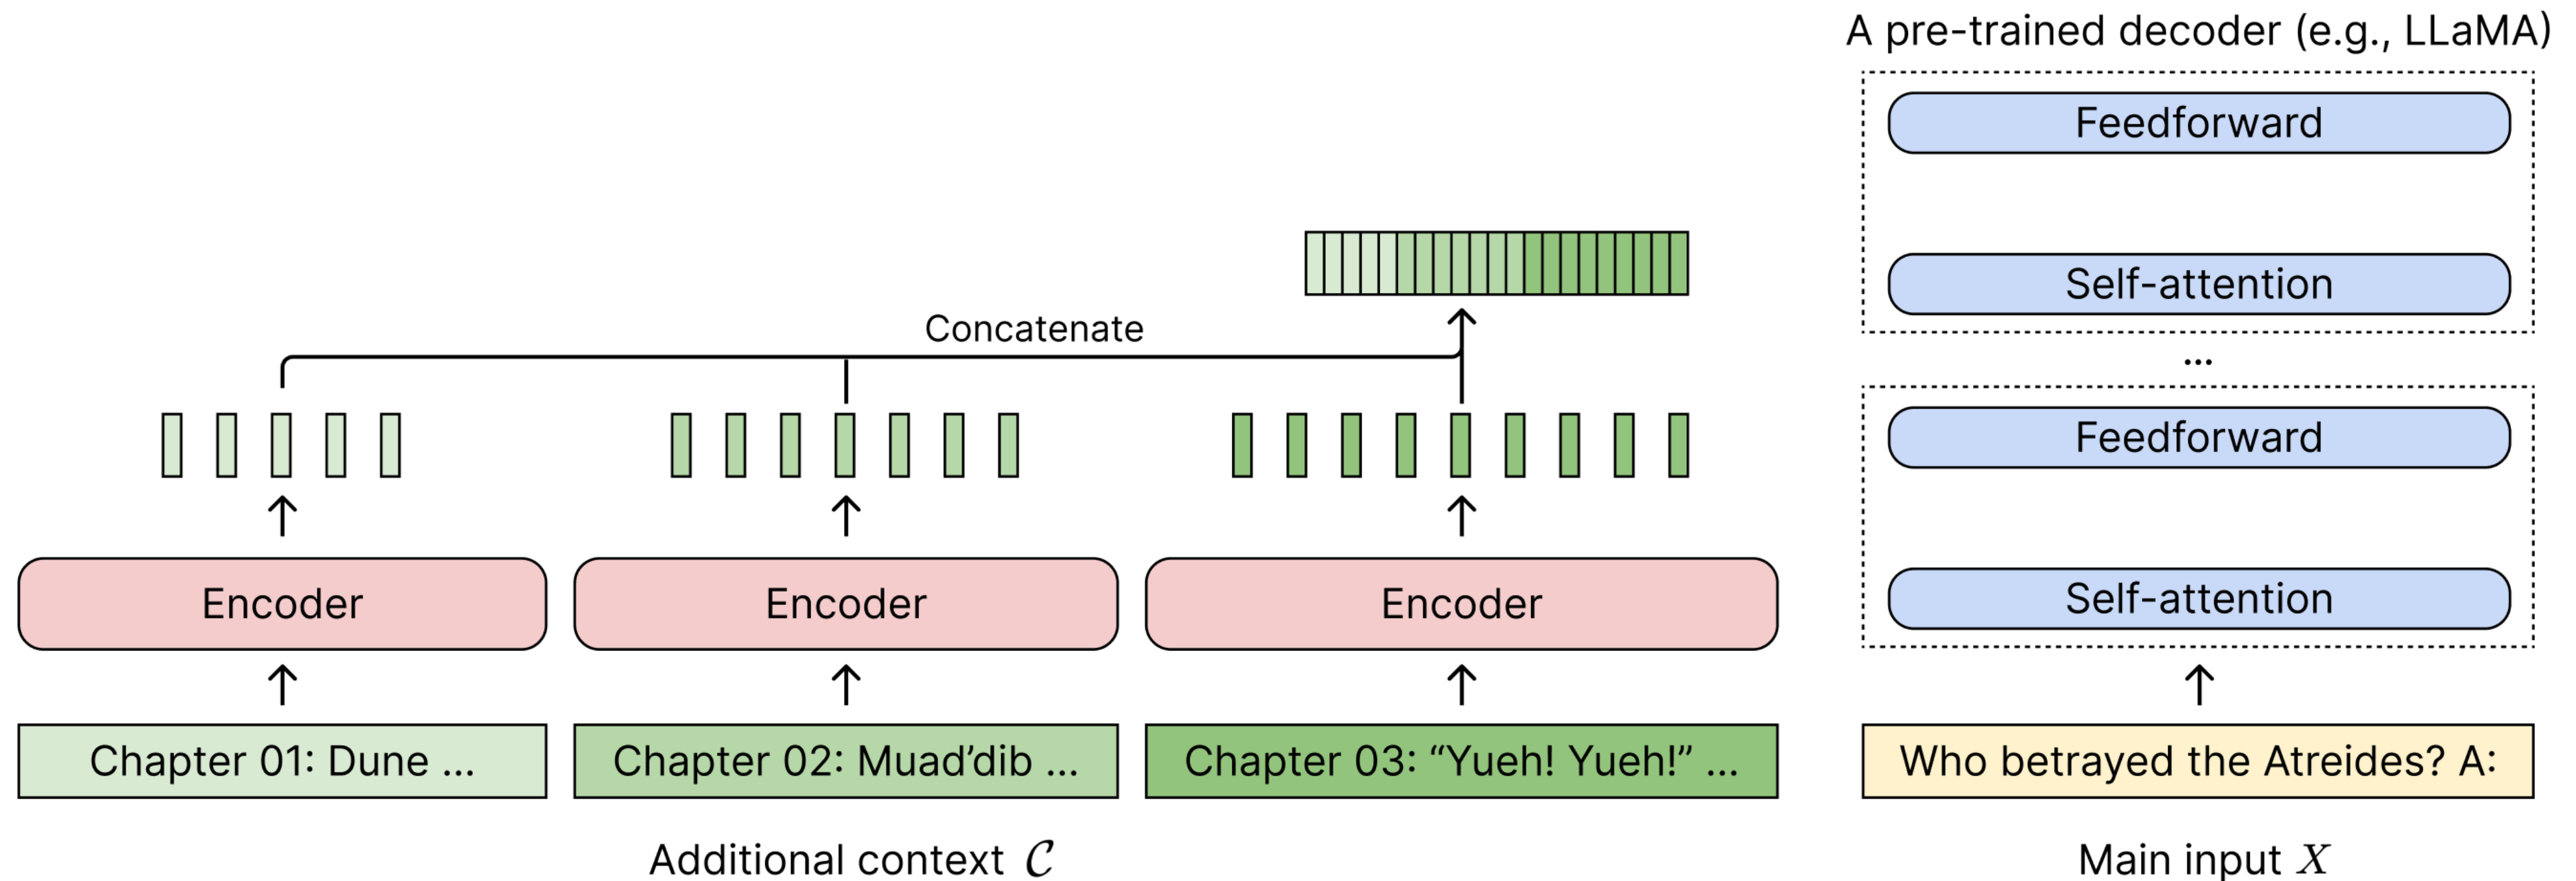 A pre-trained decoder (e.g., LLaMA)
Feedforward
Self-attention
Concatenate
...
Feedforward
Encoder
Encoder
Encoder
Self-attention
Chapter 01: Dune ...
Chapter 02: Muad’dib ...
Chapter 03: “Yueh! Yueh!” ...
Who betrayed the Atreides? A:
Additional context 𝒞
Main input X